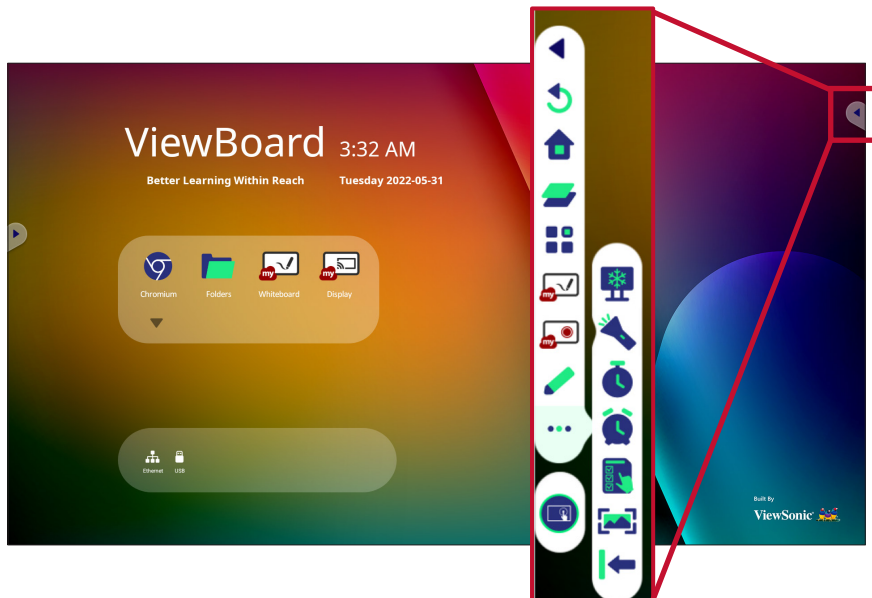 ViewBoard 3:32 AM
Better Learning Within Reach Tuesday 2022-05-31
Chromium Folders Whiteboard Display
my my
my
my
Ethernet USB
Built By
ViewSonic